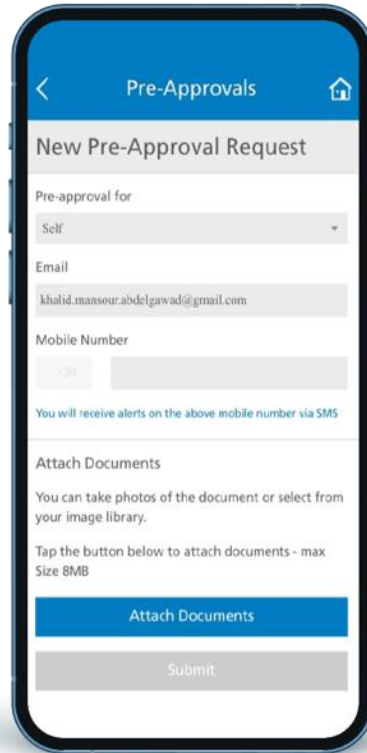 Pre-Approvals
New Pre-Approval Request
Pre-approval for
Self
Email
khalid.mansour.abdelgawad@gmail.com
Mobile Number
+20
You will receive alerts on the above mobile number via SMS
Attach Documents
You can take photos of the document or select from
your image library.
Tap the button below to attach documents - max
Size 8MB
Attach Documents
Submit